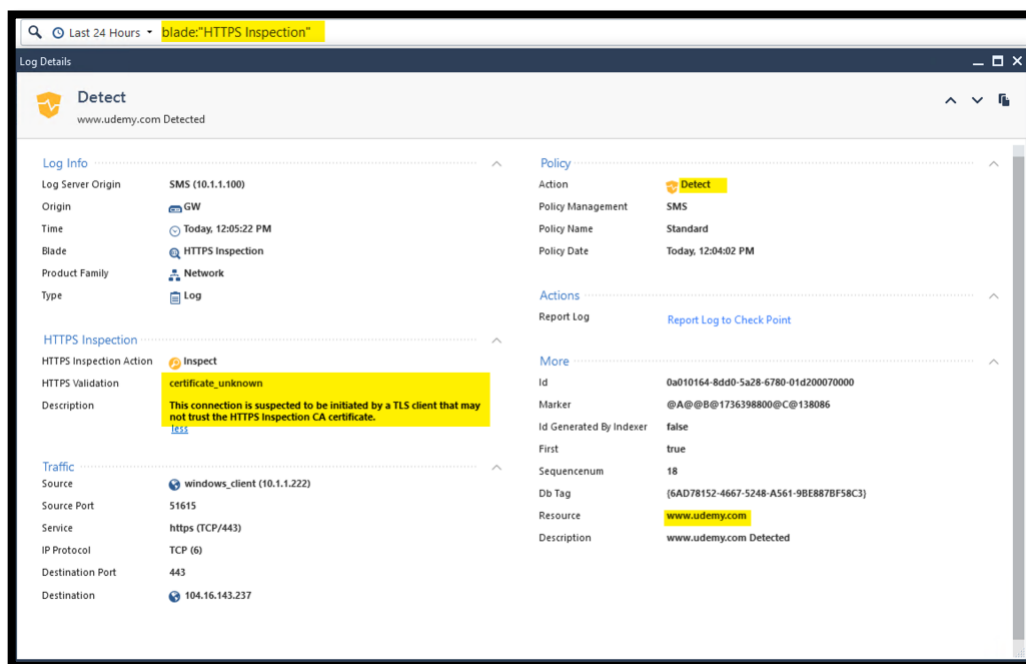 Last 24 Hours blade:"HTTPS Inspection"
Log Details
Detect
www.udemy.com Detected
Log Info
Log Server Origin SMS (10.1.1.100)
Origin GW
Time Today, 12:05:22 PM
Blade HTTPS Inspection
Product Family Network
Type Log
HTTPS Inspection
HTTPS Inspection Action Inspect
HTTPS Validation certificate_unknown
Description This connection is suspected to be initiated by a TLS client that may
not trust the HTTPS Inspection CA certificate.
less
Traffic
Source windows_client (10.1.1.222)
Source Port 51615
Service https (TCP/443)
IP Protocol TCP (6)
Destination Port 443
Destination 104.16.143.237
Policy
Action Detect
Policy Management SMS
Policy Name Standard
Policy Date Today, 12:04:02 PM
Actions
Report Log Report Log to Check Point
More
Id 0a010164-8dd0-5a28-6780-01d200070000
Marker @A@@B@1736398800@C@138086
Id Generated By Indexer false
First true
Sequencenum 18
Db Tag {6AD78152-4667-5248-A561-9BE887BF58C3}
Resource www.udemy.com
Description www.udemy.com Detected